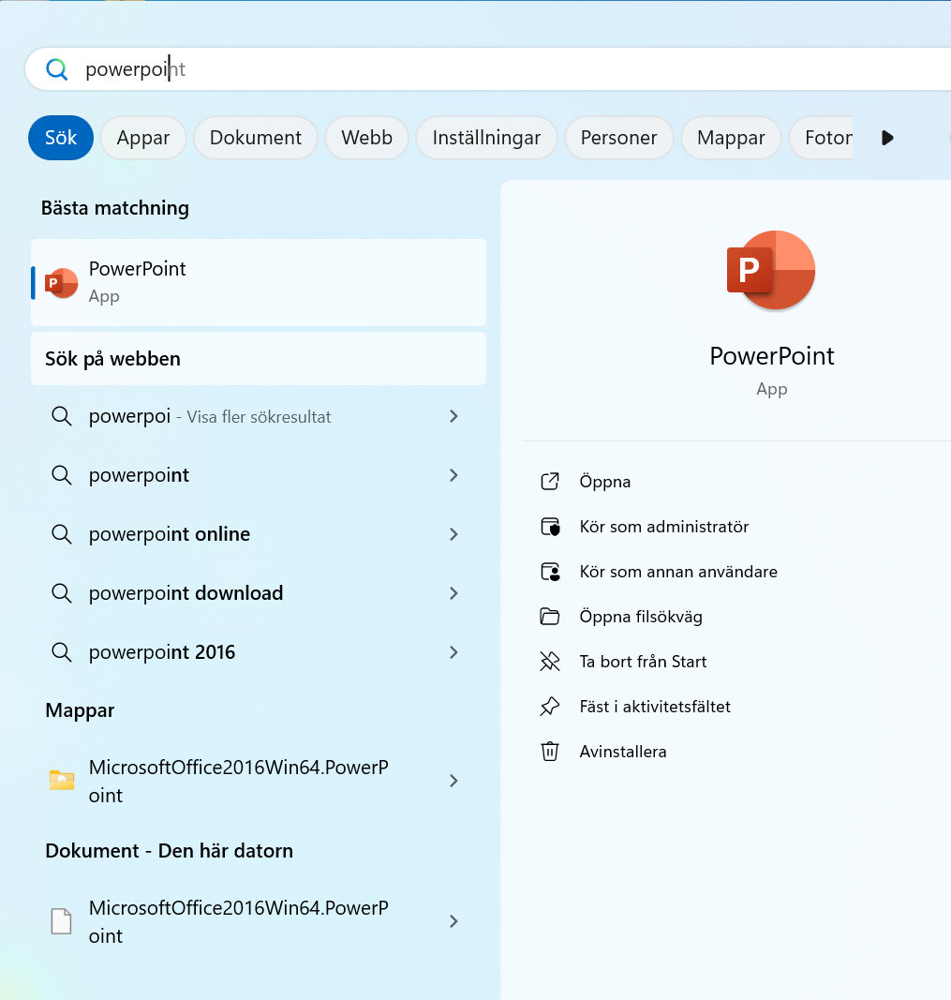 powerpoint
Sök
Appar
Dokument
Webb
Inställningar
Personer
Mappar
Foton
Bästa matchning
PowerPoint
App
Sök på webben
powerpoi - Visa fler sökresultat
powerpoint
powerpoint online
powerpoint download
powerpoint 2016
Mappar
MicrosoftOffice2016Win64.PowerP
oint
Dokument - Den här datorn
MicrosoftOffice2016Win64.PowerP
oint
P
PowerPoint
App
Öppna
Kör som administratör
Kör som annan användare
Öppna filsökväg
Ta bort från Start
Fäst i aktivitetsfältet
Avinstallera